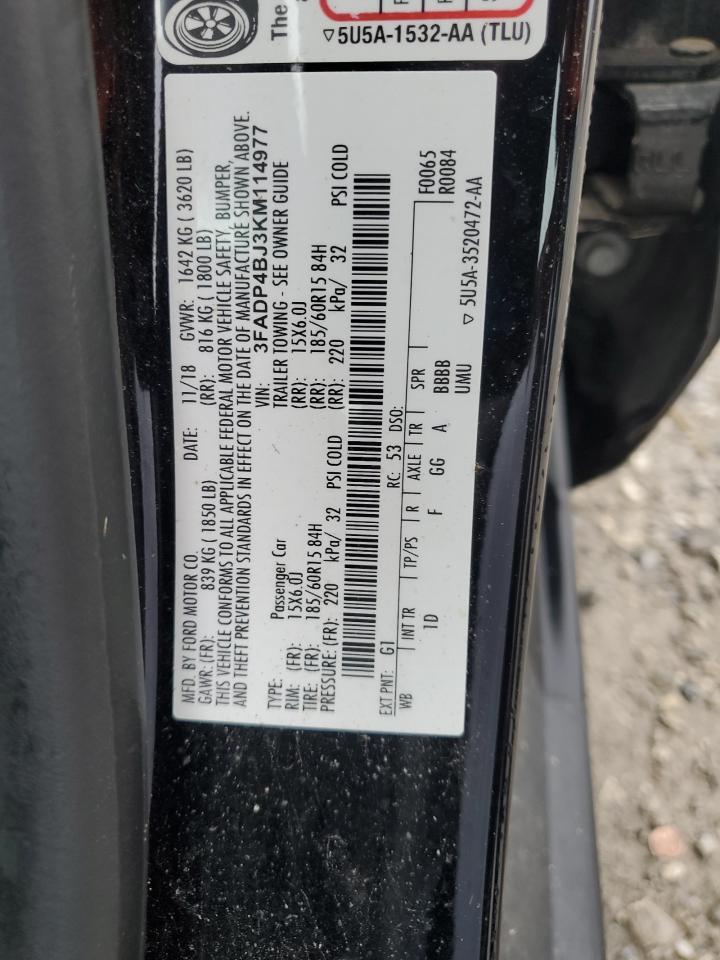 The
▽5U5A-1532-AA (TLU)
MFD. BY FORD MOTOR CO. DATE: 11/18 GVWR: 1642 KG ( 3620 LB)
GAWR: (FR): 839 KG ( 1850 LB) (RR): 816 KG ( 1800 LB)
THIS VEHICLE CONFORMS TO ALL APPLICABLE FEDERAL MOTOR VEHICLE SAFETY, BUMPER,
AND THEFT PREVENTION STANDARDS IN EFFECT ON THE DATE OF MANUFACTURE SHOWN ABOVE.
VIN: 3FADP4BJ3KM114977
TYPE: Passenger Car TRAILER TOWING - SEE OWNER GUIDE
RIM: (FR): 15X6.0J (RR): 15X6.0J
TIRE: (FR): 185/60R15 84H (RR): 185/60R15 84H
PRESSURE: (FR): 220 kPa/ 32 PSI COLD (RR): 220 kPa/ 32 PSI COLD
EXT PNT: G1 RC: 53 DSO: F0065
WB INT TR TP/PS R AXLE TR SPR R0084
1D F GG A BBBB
UMU
▽ 5U5A-3520472-AA